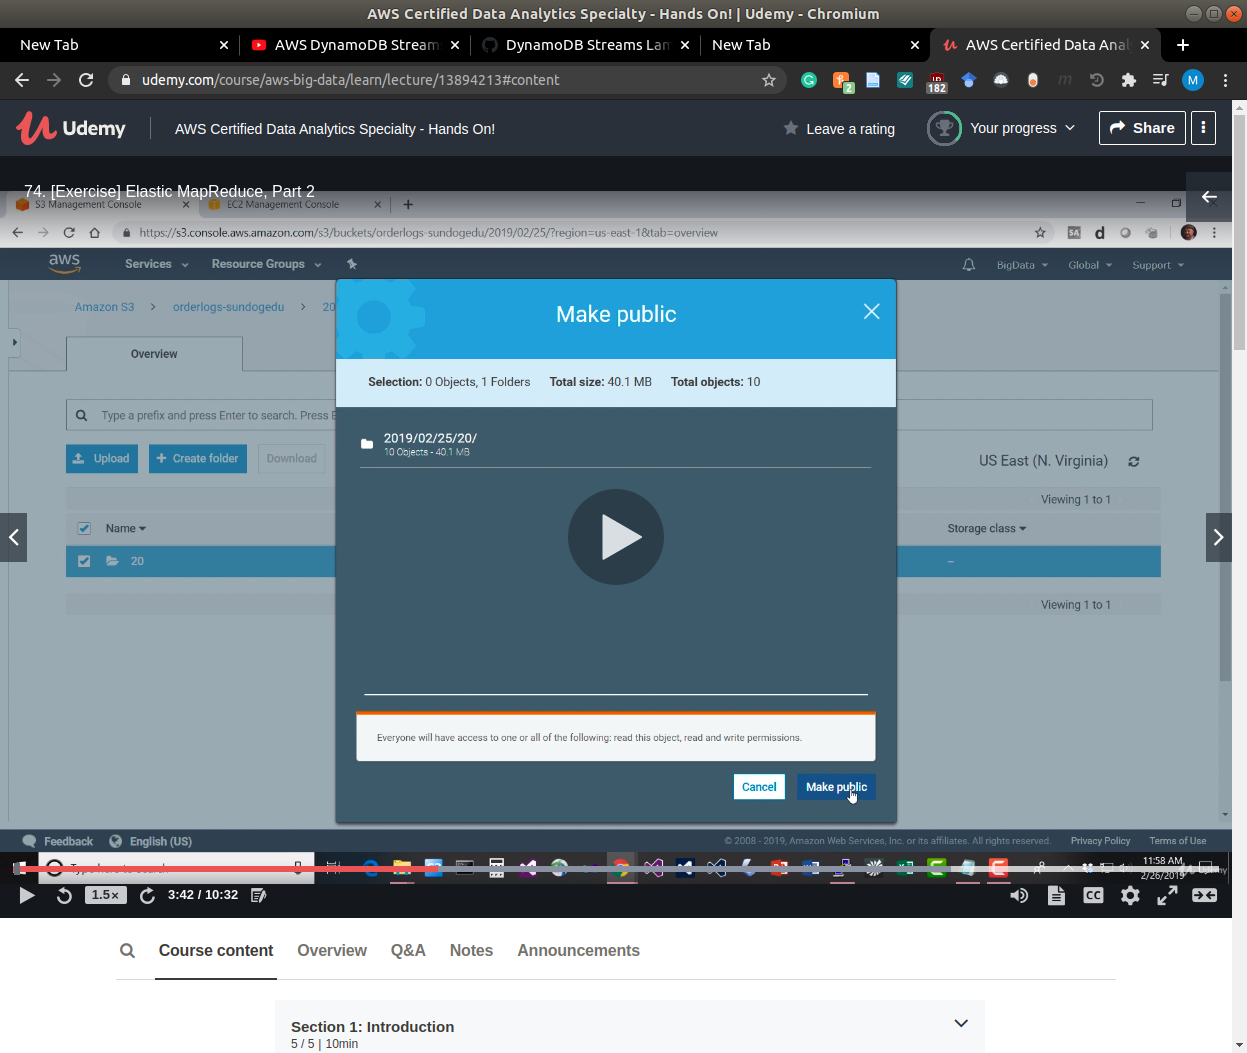 AWS Certified Data Analytics Specialty - Hands On! | Udemy - Chromium
New Tab
AWS DynamoDB Stream
DynamoDB Streams Lam
New Tab
AWS Certified Data Anal
udemy.com/course/aws-big-data/learn/lecture/13894213#content
2
182
M
Udemy
AWS Certified Data Analytics Specialty - Hands On!
Leave a rating
Your progress
Share
74. [Exercise] Elastic MapReduce, Part 2
S3 Management Console
EC2 Management Console
https://s3.console.aws.amazon.com/s3/buckets/orderlogs-sundogedu/2019/02/25/?region=us-east-1&tab=overview
SA
d
aws
Services
Resource Groups
BigData
Global
Support
Amazon S3
orderlogs-sundogedu
20
Make public
Overview
Selection: 0 Objects, 1 Folders
Total size: 40.1 MB
Total objects: 10
Type a prefix and press Enter to search. Press E
2019/02/25/20/
10 Objects - 40.1 MB
Upload
Create folder
Download
US East (N. Virginia)
Viewing 1 to 1
Name
Storage class
20
–
Viewing 1 to 1
Everyone will have access to one or all of the following: read this object, read and write permissions.
Cancel
Make public
Feedback
English (US)
© 2008 - 2019, Amazon Web Services, Inc. or its affiliates. All rights reserved.
Privacy Policy
Terms of Use
11:58 AM
2/26/2019
1.5×
3:42 / 10:32
CC
Course content
Overview
Q&A
Notes
Announcements
Section 1: Introduction
5 / 5 | 10min